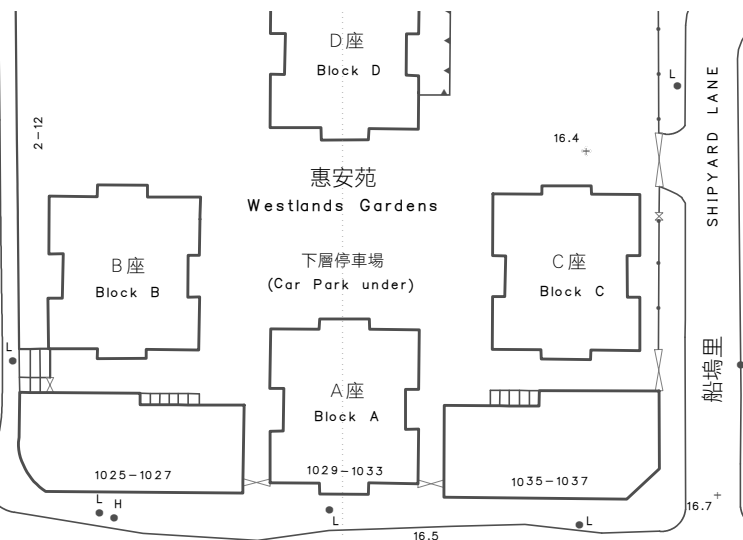 D座
Block D
L
SHIPYARD LANE
2-12
16.4
惠安苑
Westlands Gardens
B座
Block B
下層停車場
(Car Park under)
C座
Block C
L
船塢里
A座
Block A
1025-1027
1029-1033
1035-1037
L
H
L
L
16.7
16.5